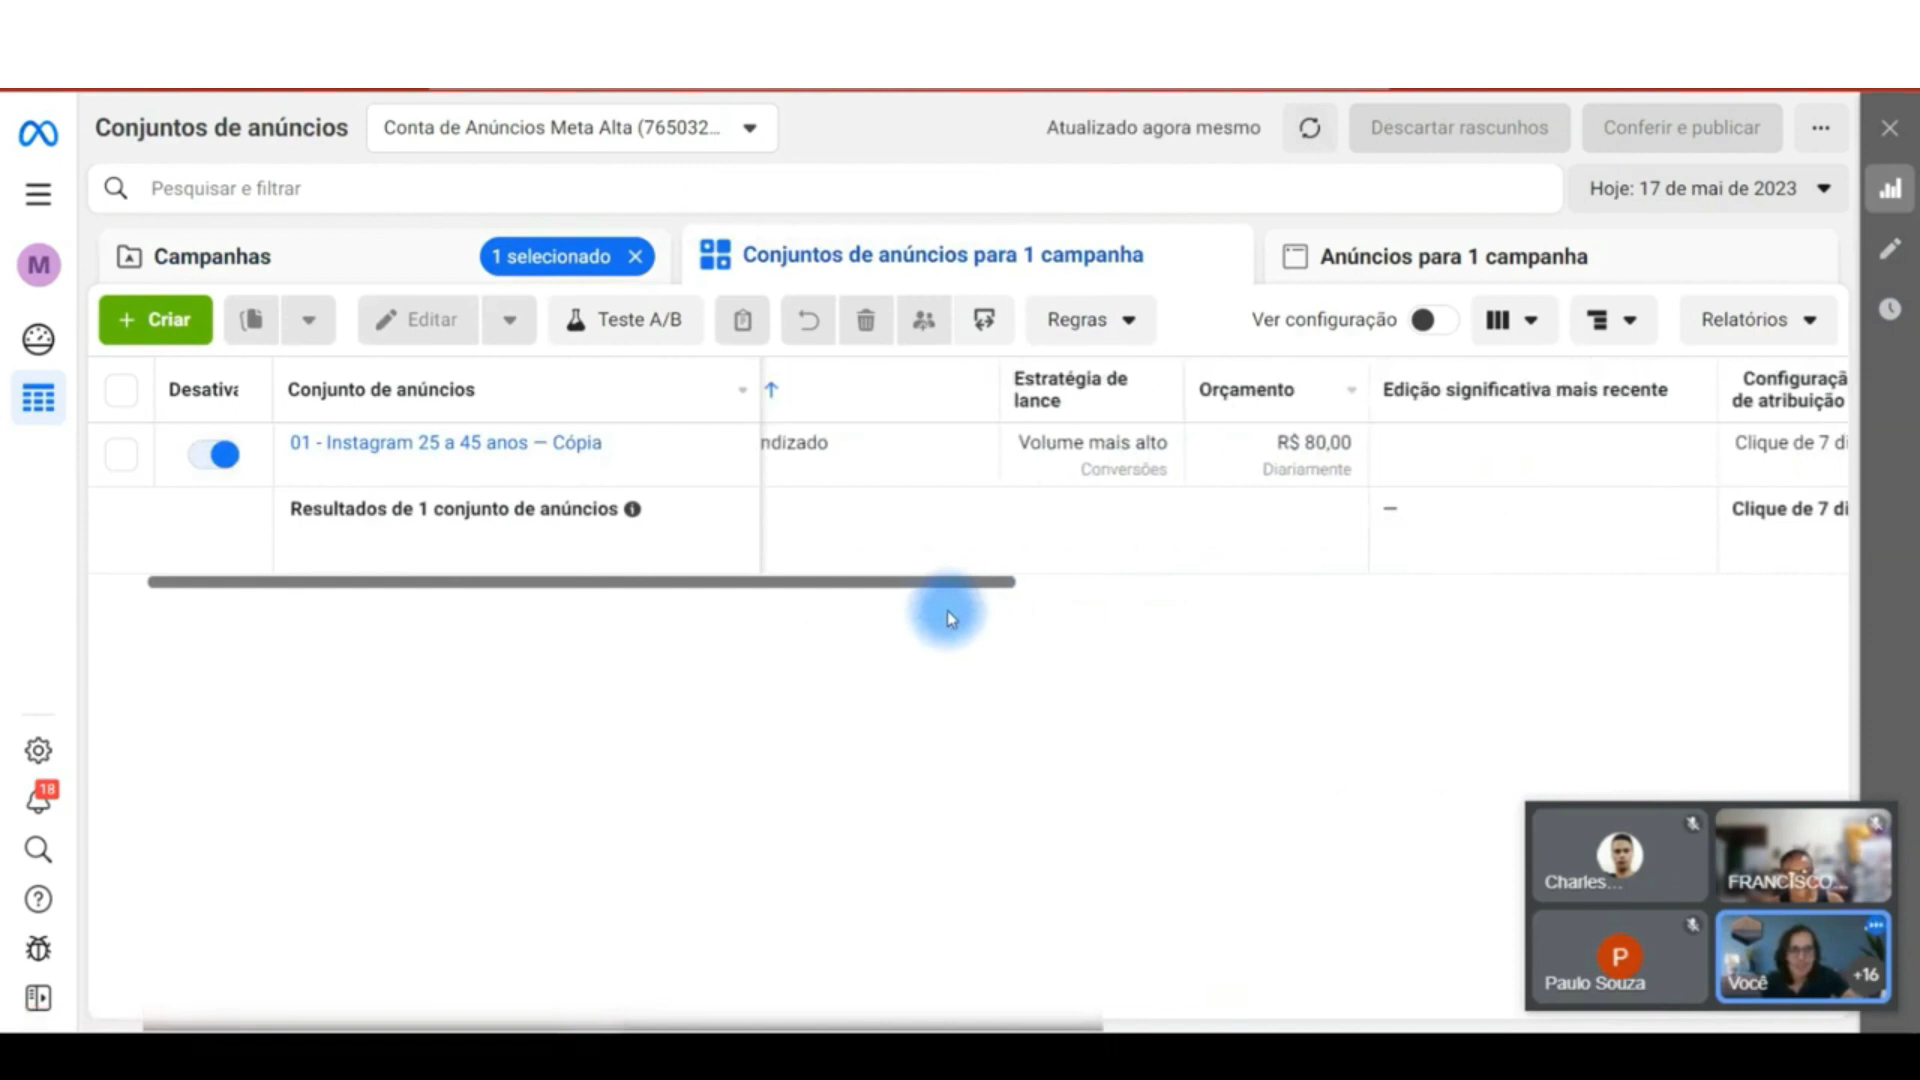 Conjuntos de anúncios
Conta de Anúncios Meta Alta (765032...
Atualizado agora mesmo
Descartar rascunhos
Conferir e publicar
Pesquisar e filtrar
Hoje: 17 de mai de 2023
Campanhas
1 selecionado
Conjuntos de anúncios para 1 campanha
Anúncios para 1 campanha
M
+ Criar
Editar
Teste A/B
Regras
Ver configuração
Relatórios
Desativa
Conjunto de anúncios
Estratégia de
lance
Orçamento
Edição significativa mais recente
Configuraçã
de atribuição
01 - Instagram 25 a 45 anos — Cópia
ndizado
Volume mais alto
Conversões
R$ 80,00
Diariamente
Clique de 7 di
Resultados de 1 conjunto de anúncios
—
Clique de 7 di
18
Charles...
FRANCISCO...
P
Paulo Souza
Você
+16